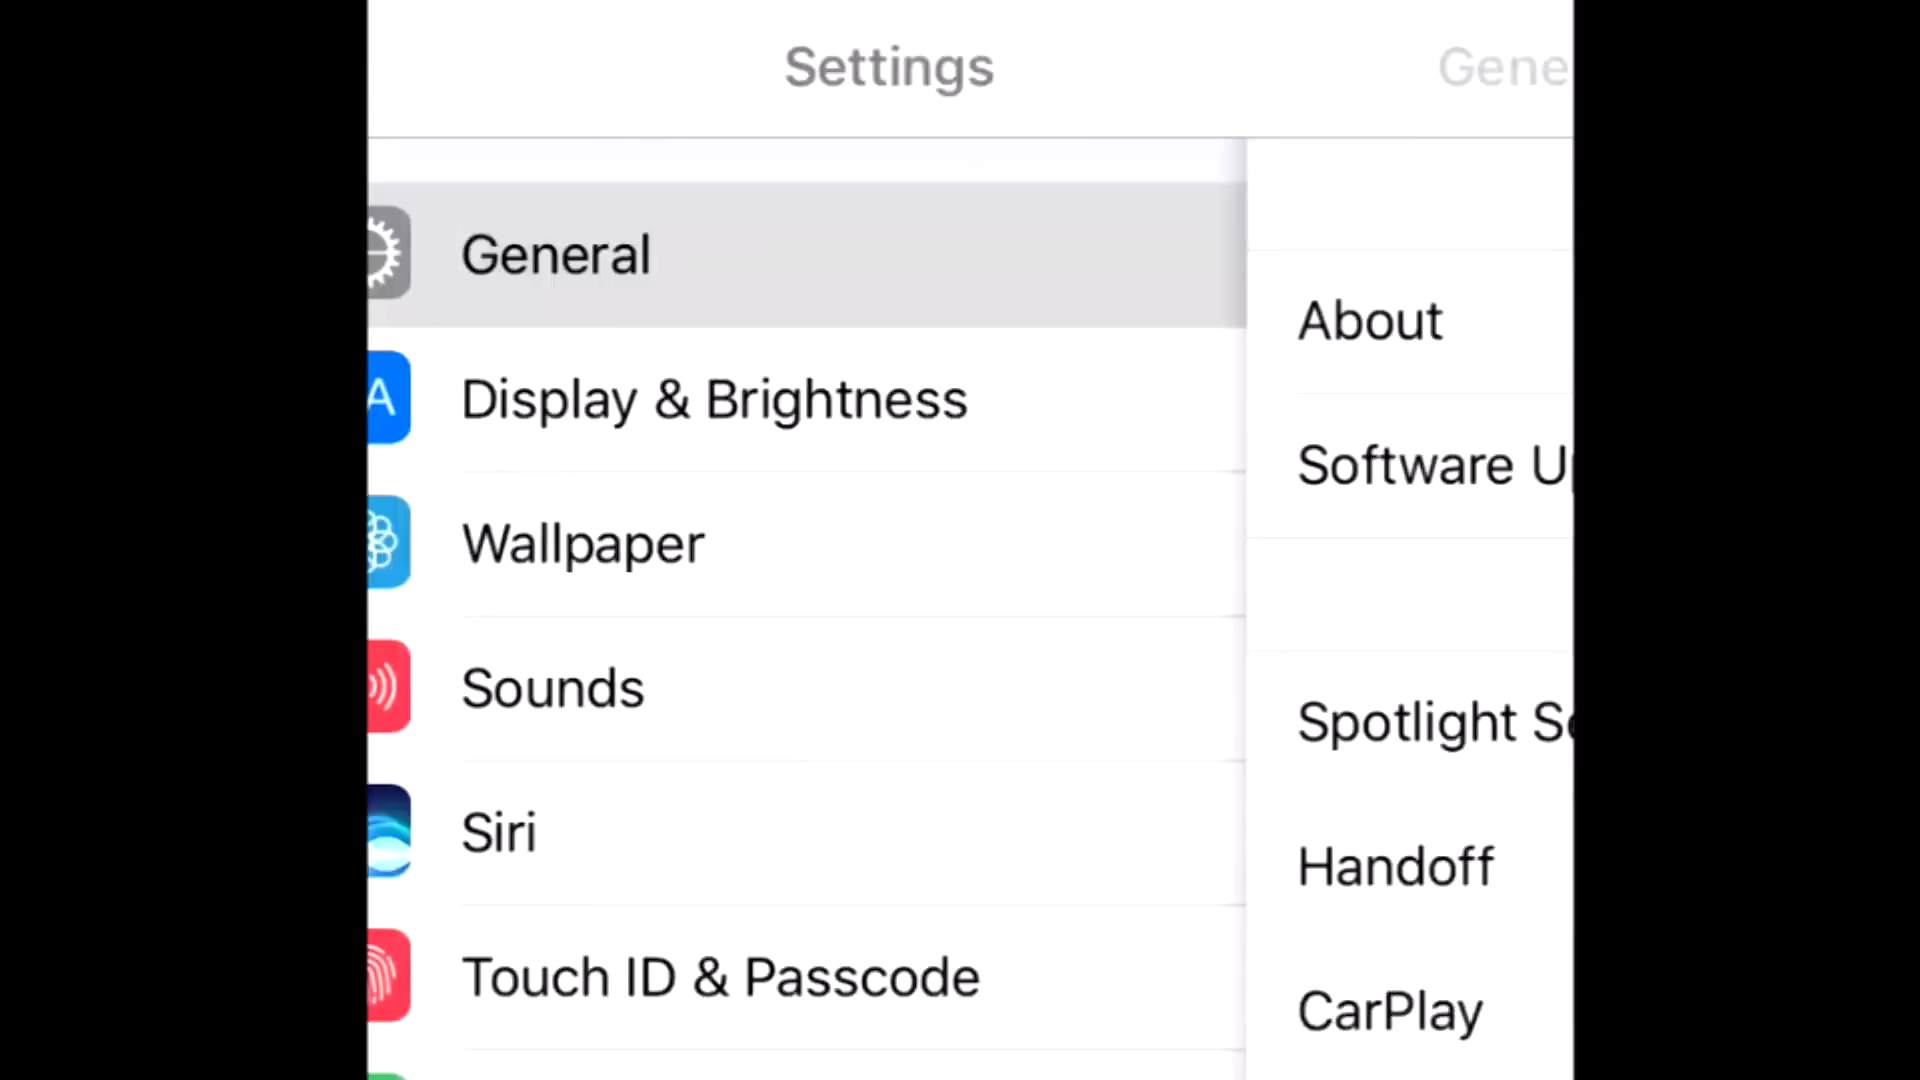 Settings
Gene
General
Display & Brightness
Wallpaper
Sounds
Siri
Touch ID & Passcode
About
Software U
Spotlight S
Handoff
CarPlay